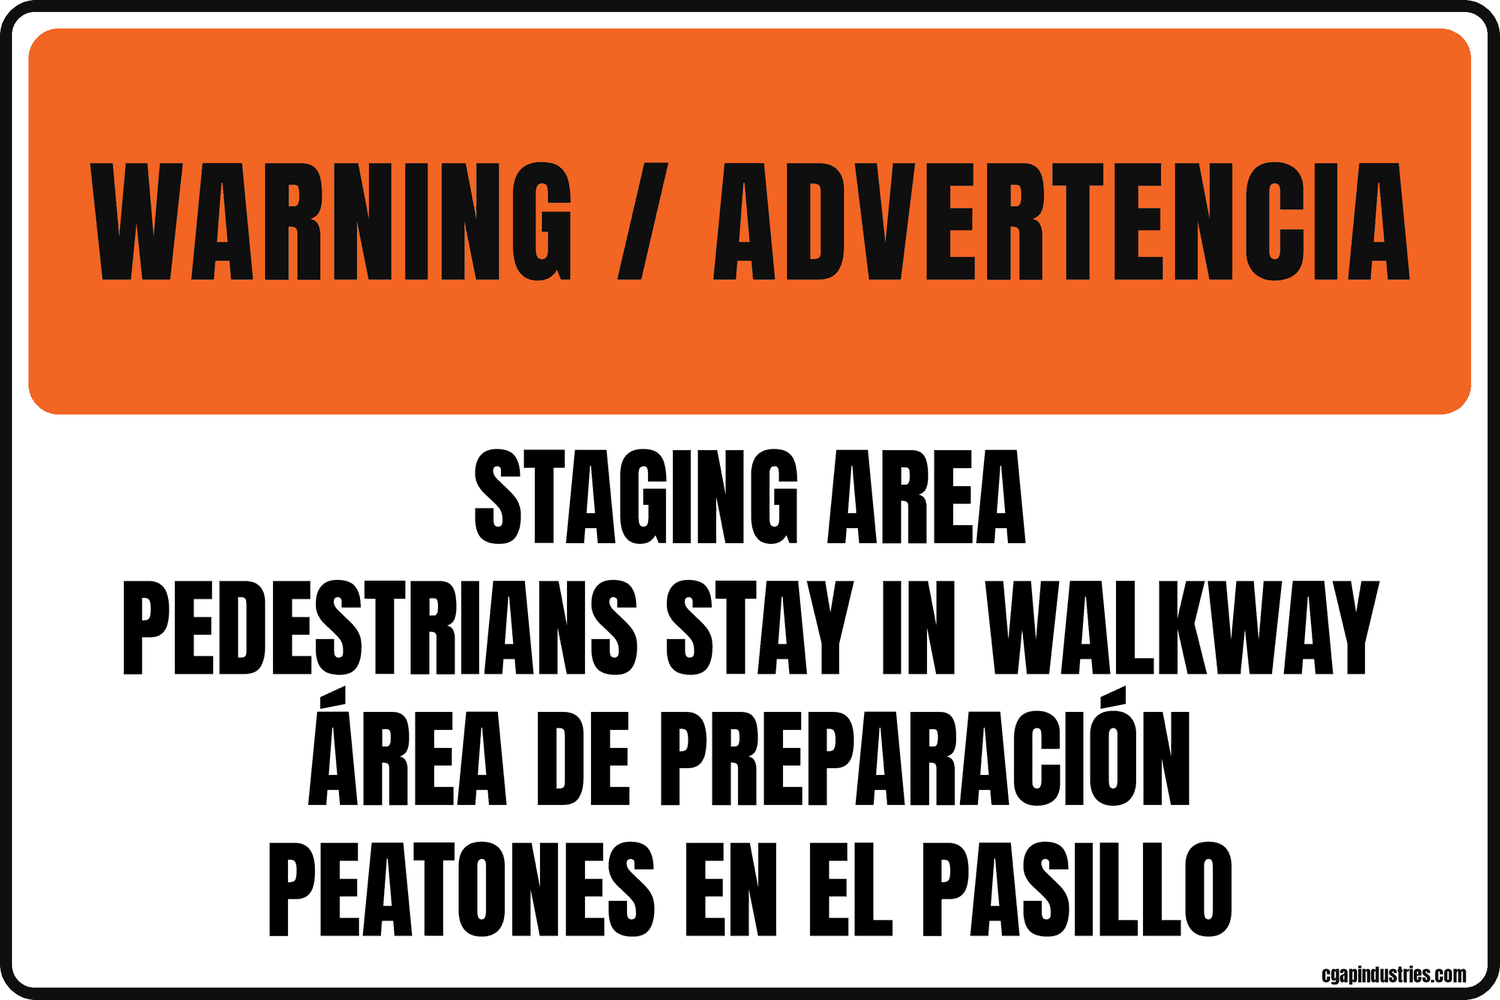 WARNING / ADVERTENCIA
STAGING AREA
PEDESTRIANS STAY IN WALKWAY
ÁREA DE PREPARACIÓN
PEATONES EN EL PASILLO
cgapindustries.com